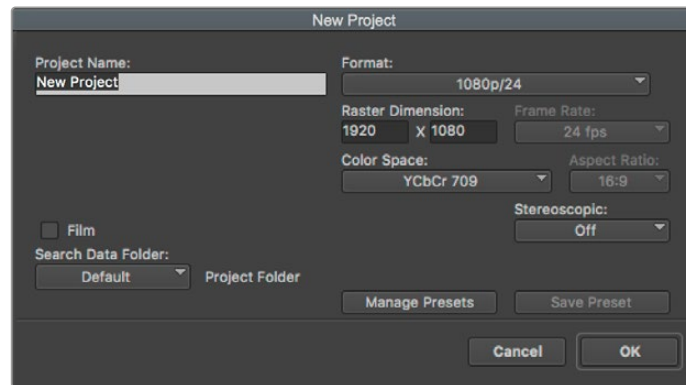 New Project
Project Name:
New Project
Format:
1080p/24
Raster Dimension:
1920 X 1080
Frame Rate:
24 fps
Color Space:
YCbCr 709
Aspect Ratio:
16:9
Stereoscopic:
Off
Film
Search Data Folder:
Default Project Folder
Manage Presets Save Preset
Cancel OK